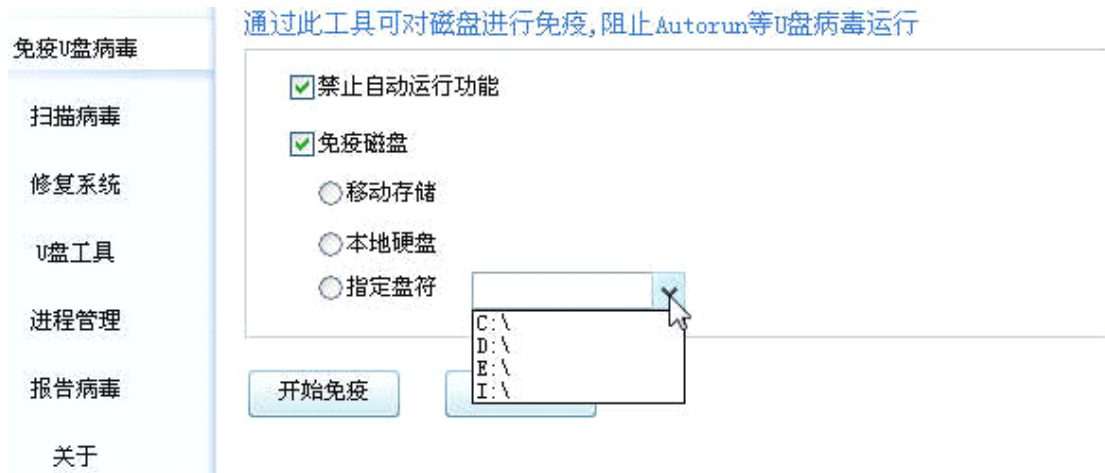 免疫U盘病毒
扫描病毒
修复系统
U盘工具
进程管理
报告病毒
关于
通过此工具可对磁盘进行免疫,阻止Autorun等U盘病毒运行
禁止自动运行功能
免疫磁盘
移动存储
本地硬盘
指定盘符
C:\
D:\
E:\
I:\
开始免疫